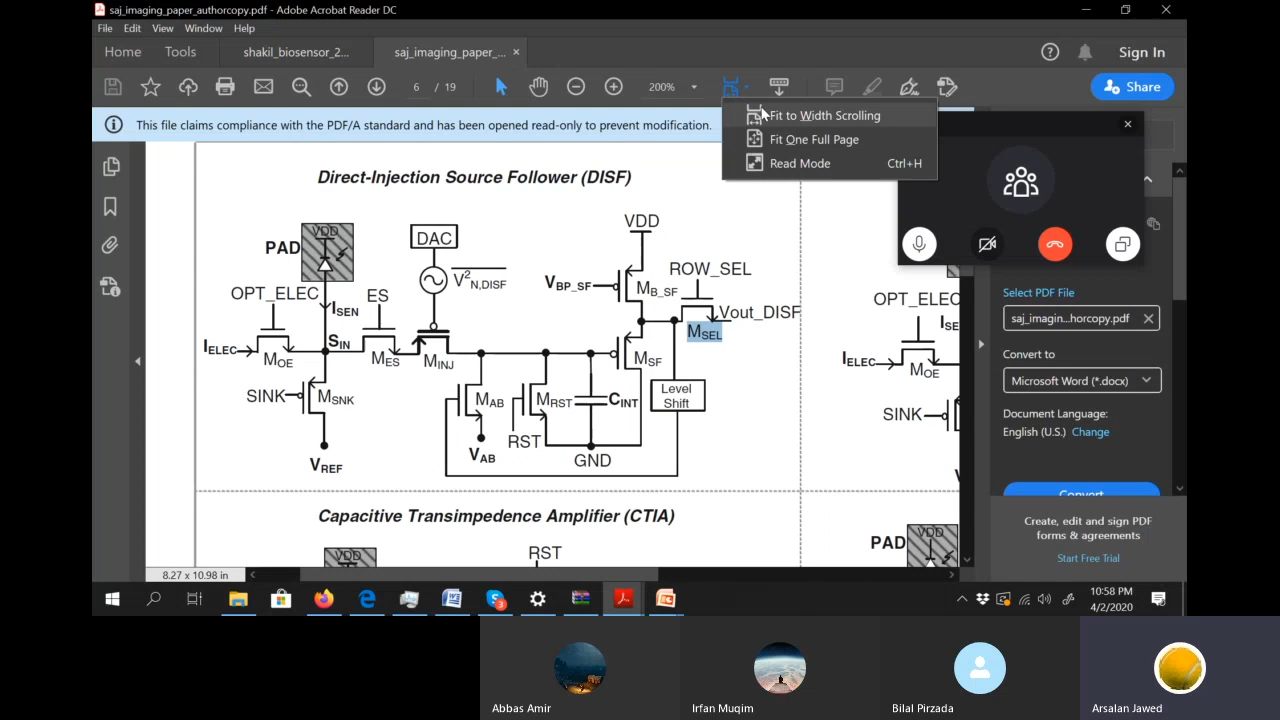 saj_imaging_paper_authorcopy.pdf - Adobe Acrobat Reader DC
File Edit View Window Help
Home Tools shakil_biosensor_2... saj_imaging_paper_... × Sign In
6 / 19 200% Share
This file claims compliance with the PDF/A standard and has been opened read-only to prevent modification.
Fit to Width Scrolling
Fit One Full Page
Read Mode Ctrl+H
Direct-Injection Source Follower (DISF)
PAD VDD
DAC
VDD
V²N,DISF
VBP_SF
MB_SF
ROW_SEL
Vout_DISF
MSEL
OPT_ELEC
ISEN
ES
IELEC
MOE
SIN
MES
MINJ
MSF
SINK
MSNK
MAB
MRST
CINT
Level
Shift
RST
VAB
GND
VREF
OPT_ELEC
ISE
IELEC
MOE
SINK
Capacitive Transimpedance Amplifier (CTIA)
VDD
RST
PAD VDD
8.27 x 10.98 in
Select PDF File
saj_imagin...horcopy.pdf
Convert to
Microsoft Word (*.docx)
Document Language:
English (U.S.) Change
Convert
Create, edit and sign PDF
forms & agreements
Start Free Trial
10:58 PM
4/2/2020
Abbas Amir
Irfan Muqim
Bilal Pirzada
Arsalan Jawed